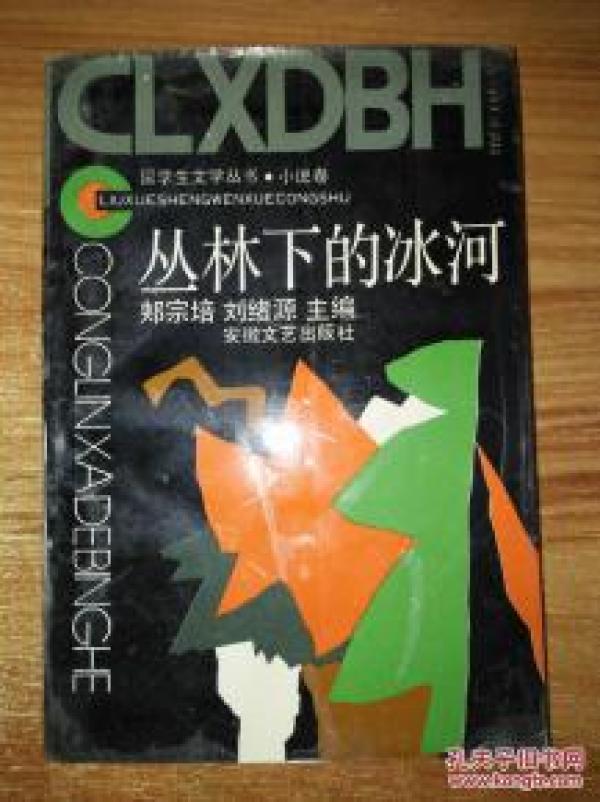 CLXDBH
留学生文学丛书•小说卷
LIUXUESHENGWENXUECONGSHU
丛林下的冰河
郏宗培 刘绪源 主编
安徽文艺出版社
CONGLINXIADEBINGHE
孔夫子旧书网
www.kongfz.com